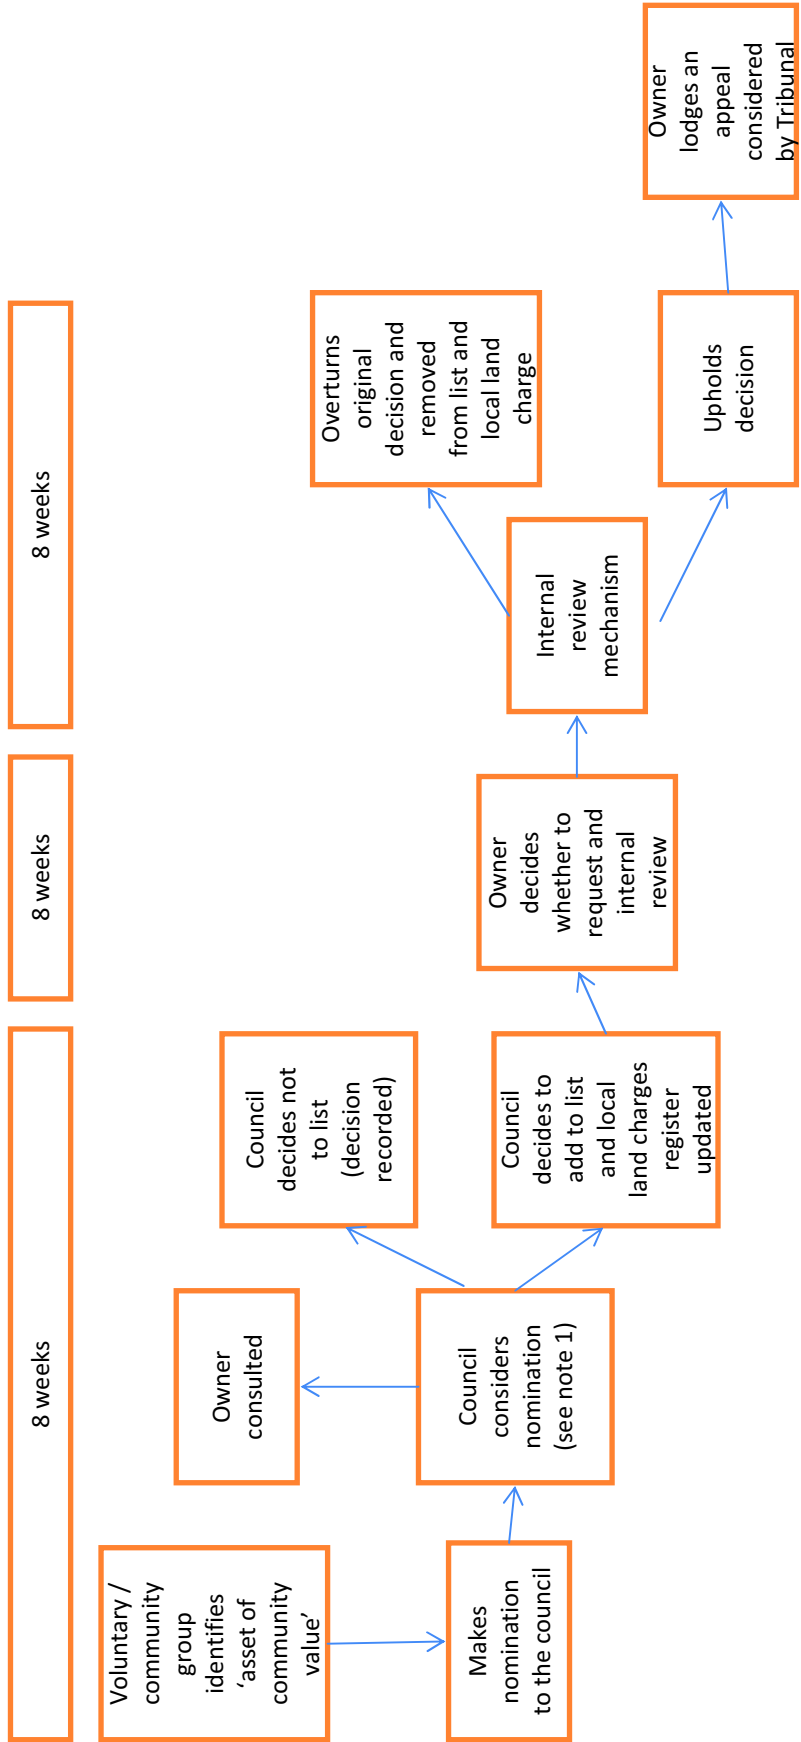 8 weeks
8 weeks
8 weeks
Voluntary /
community
group
identifies
‘asset of
community
value’
Makes
nomination
to the council
Owner
consulted
Council
considers
nomination
(see note 1)
Council
decides not
to list
(decision
recorded)
Council
decides to
add to list
and local
land charges
register
updated
Owner
decides
whether to
request and
internal
review
Internal
review
mechanism
Overturns
original
decision and
removed
from list and
local land
charge
Upholds
decision
Owner
lodges an
appeal
considered
by Tribunal